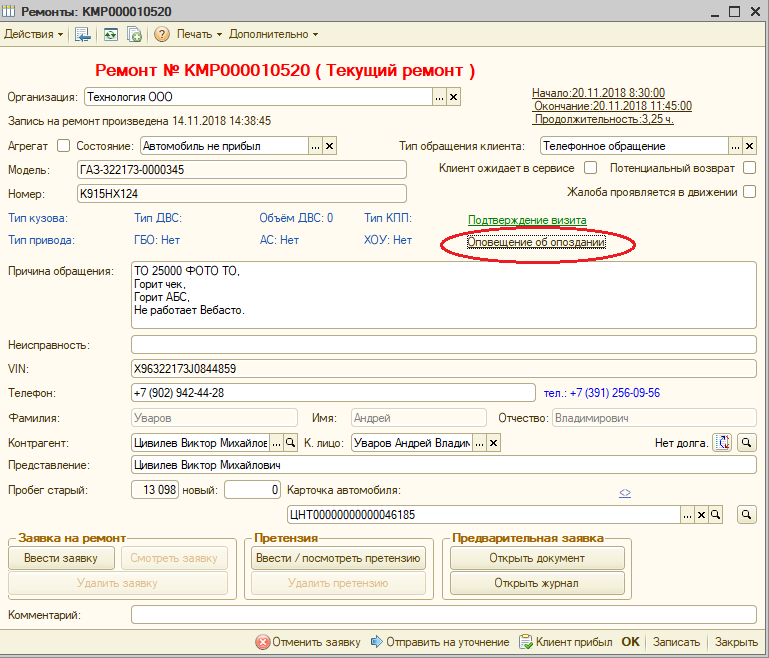 Ремонты: КМР000010520
Действия Печать Дополнительно
Ремонт № КМР000010520 ( Текущий ремонт )
Организация: Технология ООО ... x
Начало:20.11.2018 8:30:00
Окончание:20.11.2018 11:45:00
Продолжительность:3,25 ч.
Запись на ремонт произведена 14.11.2018 14:38:45
Агрегат Состояние: Автомобиль не прибыл ... x Тип обращения клиента: Телефонное обращение ... x
Модель: ГАЗ-322173-0000345 Клиент ожидает в сервисе Потенциальный возврат
Номер: К915НХ124 Жалоба проявляется в движении
Тип кузова: Тип ДВС: Объём ДВС: 0 Тип КПП: Подтверждение визита
Тип привода: ГБО: Нет АС: Нет ХОУ: Нет Оповещение об опоздании
Причина обращения: ТО 25000 ФОТО ТО,
Горит чек,
Горит АБС,
Не работает Вебасто.
Неисправность:
VIN: X96322173J0844859
Телефон: +7 (902) 942-44-28 тел.: +7 (391) 256-09-56
Фамилия: Уваров Имя: Андрей Отчество: Владимирович
Контрагент: Цивилев Виктор Михайлов ... К. лицо: Уваров Андрей Владим ... x Нет долга.
Представление: Цивилев Виктор Михайлович
Пробег старый: 13 098 новый: 0 Карточка автомобиля: <>
ЦНТ00000000000046185 ... x
Заявка на ремонт Претензия Предварительная заявка
Ввести заявку Смотреть заявку Ввести / посмотреть претензию Открыть документ
Удалить заявку Удалить претензию Открыть журнал
Комментарий:
Отменить заявку Отправить на уточнение Клиент прибыл OK Записать Закрыть